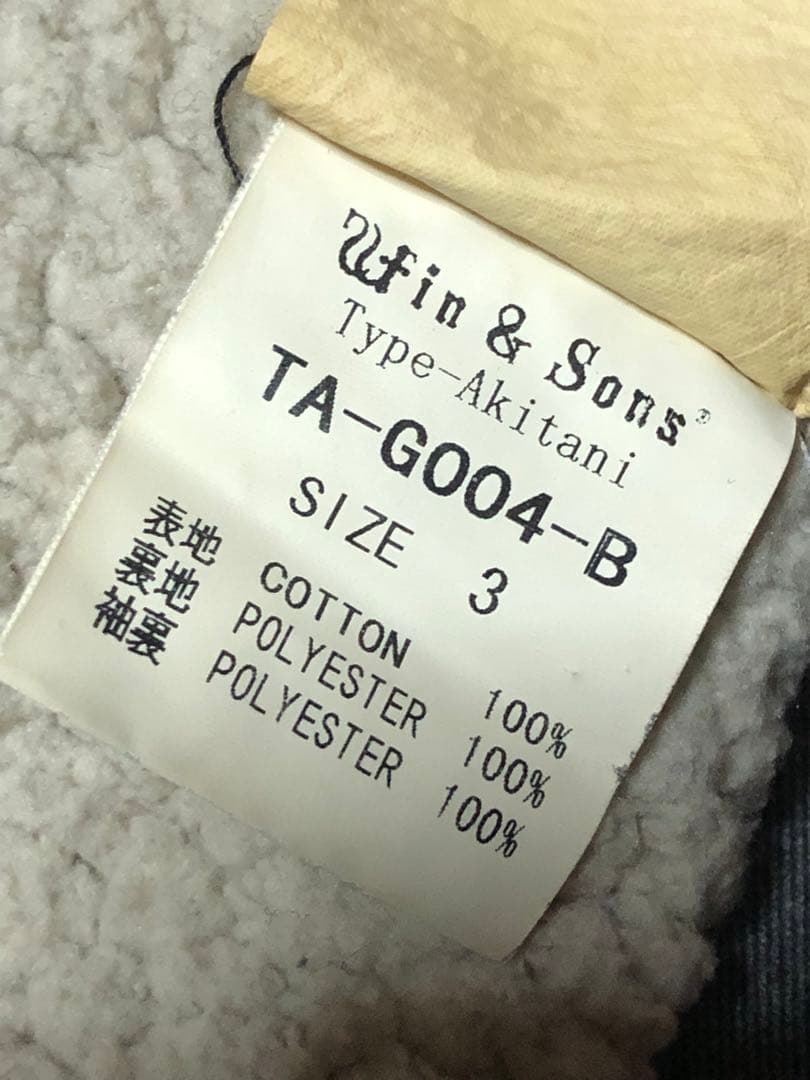 Wfin & Sons®
Type-Akitani
TA-G004-B
SIZE 3
表地 COTTON 100%
裏地 POLYESTER 100%
袖裏 POLYESTER 100%